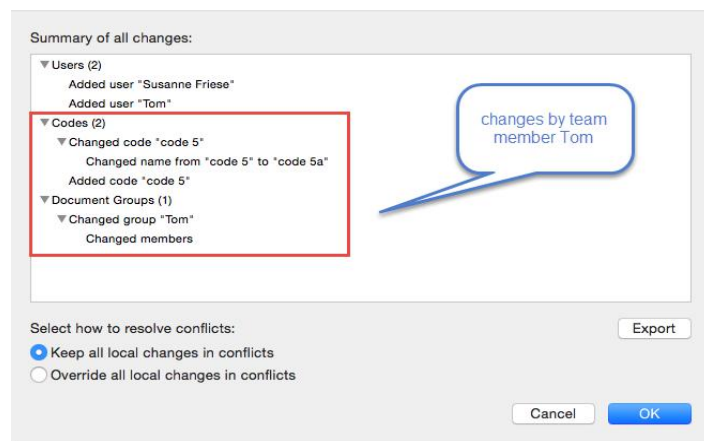 Summary of all changes:
Users (2)
Added user "Susanne Friese"
Added user "Tom"
Codes (2)
Changed code "code 5"
Changed name from "code 5" to "code 5a"
Added code "code 5"
Document Groups (1)
Changed group "Tom"
Changed members
changes by team
member Tom
Select how to resolve conflicts:
Export
Keep all local changes in conflicts
Override all local changes in conflicts
Cancel
OK